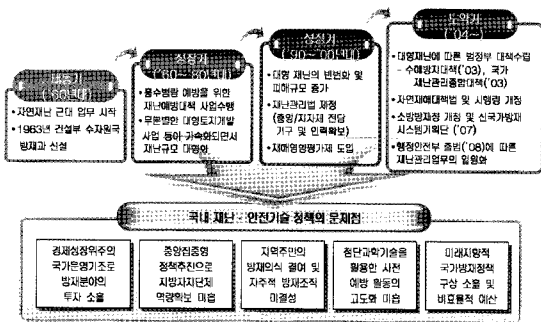 (~60년대)
• 자연재난 근대 업무 시작
• 1963년 건설부 수자원국
방재과 신설
정장기
('60~80년대)
• 풍수범람 예방을 위한
재난예방대책 사업수행
• 무분별한 대형토지개발
사업 등이 가속화되면서
재난규모 대형화
성장기
('90~00년대)
• 대형 재난의 빈번화 및
피해규모 증가
• 재난관리법 제정
(중앙/지자체 전담
기구 및 인력확보)
• 재해영향평가제 도입
도약기
('04~)
• 대형재난에 따른 범정부 대책수립
- 수해방지대책('03), 국가
재난관리종합대책('03)
• 자연재해대책법 및 시행령 개정
• 소방방재청 개청 및 신국가방재
시스템기획단 ('07)
• 행정안전부 출범('08)에 따른
재난관리업무의 일원화
국내 재난 - 안전기술 정책의 문제점
경제성장위주의
국가운영기조로
방재분야의
투자 소홀
중앙집중형
정책추진으로
지방자치단체
역량확보 미흡
지역주민의
방재의식 결여 및
자주적 방재조직
미결성
첨단과학기술을
활용한 사전
예방 활동의
고도화 미흡
미래지향적
국가방재정책
구상 소홀 및
비효율적 예산